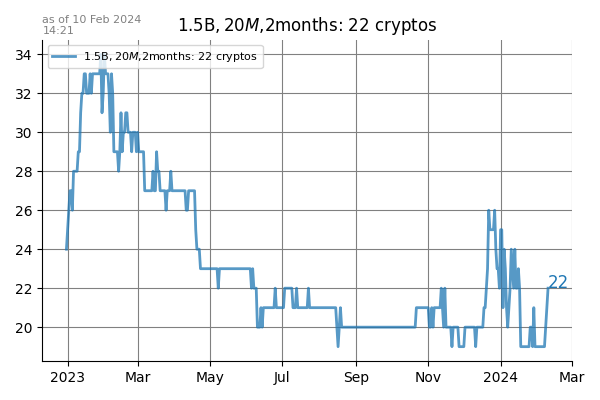 as of 10 Feb 2024
14:21
1.5B, 20M,2months: 22 cryptos
1.5B, 20M,2months: 22 cryptos
34
32
30
28
26
24
22
20
22
2023
Mar
May
Jul
Sep
Nov
2024
Mar